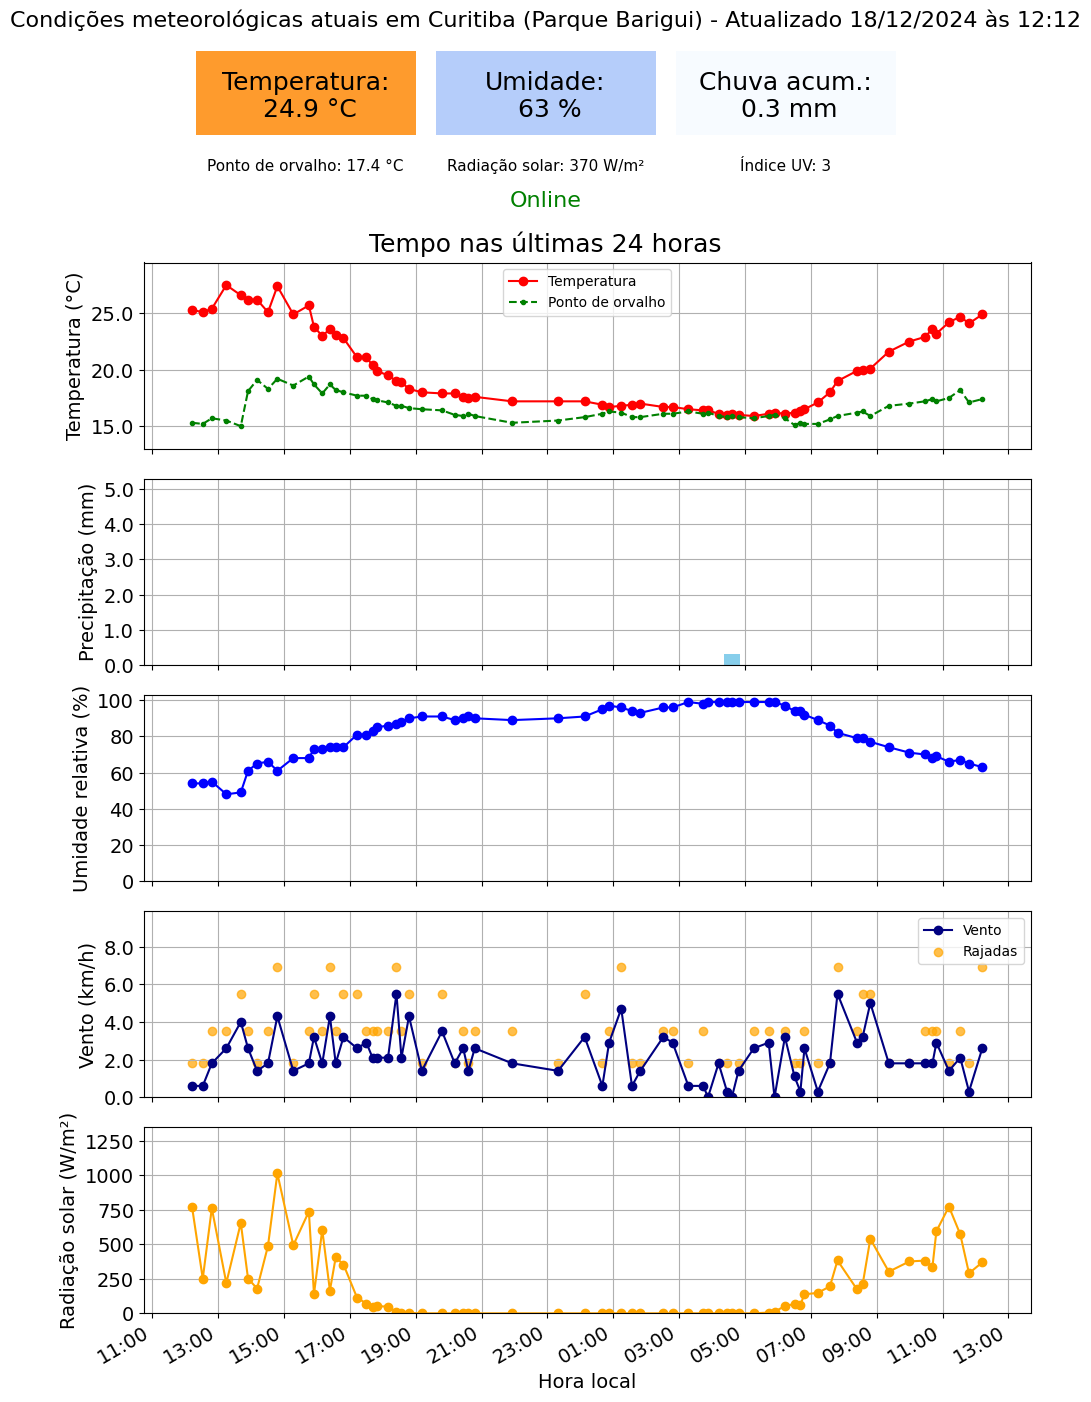 Condições meteorológicas atuais em Curitiba (Parque Barigui) - Atualizado 18/12/2024 às 12:12
Temperatura:
24.9 °C
Umidade:
63 %
Chuva acum.:
0.3 mm
Ponto de orvalho: 17.4 °C
Radiação solar: 370 W/m²
Índice UV: 3
Online
Tempo nas últimas 24 horas
Temperatura (°C)
25.0
20.0
15.0
Temperatura
Ponto de orvalho
Precipitação (mm)
5.0
4.0
3.0
2.0
1.0
0.0
Umidade relativa (%)
100
80
60
40
20
0
Vento (km/h)
8.0
6.0
4.0
2.0
0.0
Vento
Rajadas
Radiação solar (W/m²)
1250
1000
750
500
250
0
11:00
13:00
15:00
17:00
19:00
21:00
23:00
01:00
03:00
05:00
07:00
09:00
11:00
13:00
Hora local